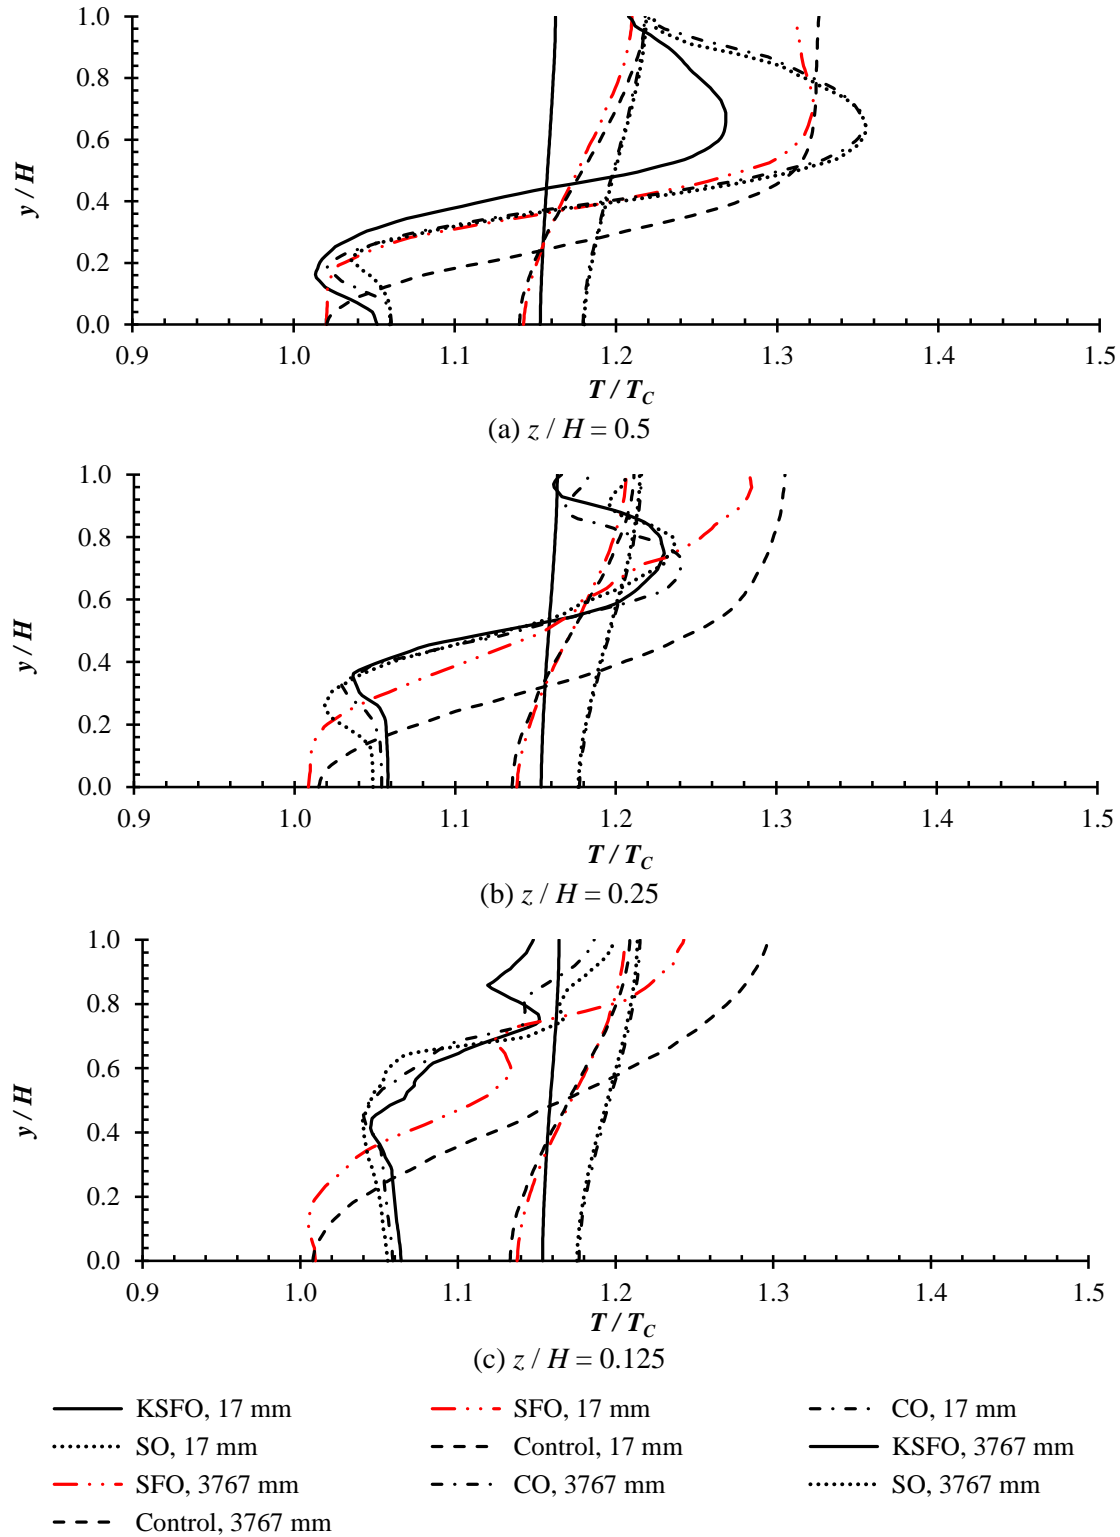 1.0
0.8
0.6
0.4
0.2
0.0
y / H
0.9 1.0 1.1 1.2 1.3 1.4 1.5
T / T_C
(a) z / H = 0.5
1.0
0.8
0.6
0.4
0.2
0.0
y / H
0.9 1.0 1.1 1.2 1.3 1.4 1.5
T / T_C
(b) z / H = 0.25
1.0
0.8
0.6
0.4
0.2
0.0
y / H
0.9 1.0 1.1 1.2 1.3 1.4 1.5
T / T_C
(c) z / H = 0.125
KSFO, 17 mm SFO, 17 mm CO, 17 mm
SO, 17 mm Control, 17 mm KSFO, 3767 mm
SFO, 3767 mm CO, 3767 mm SO, 3767 mm
Control, 3767 mm